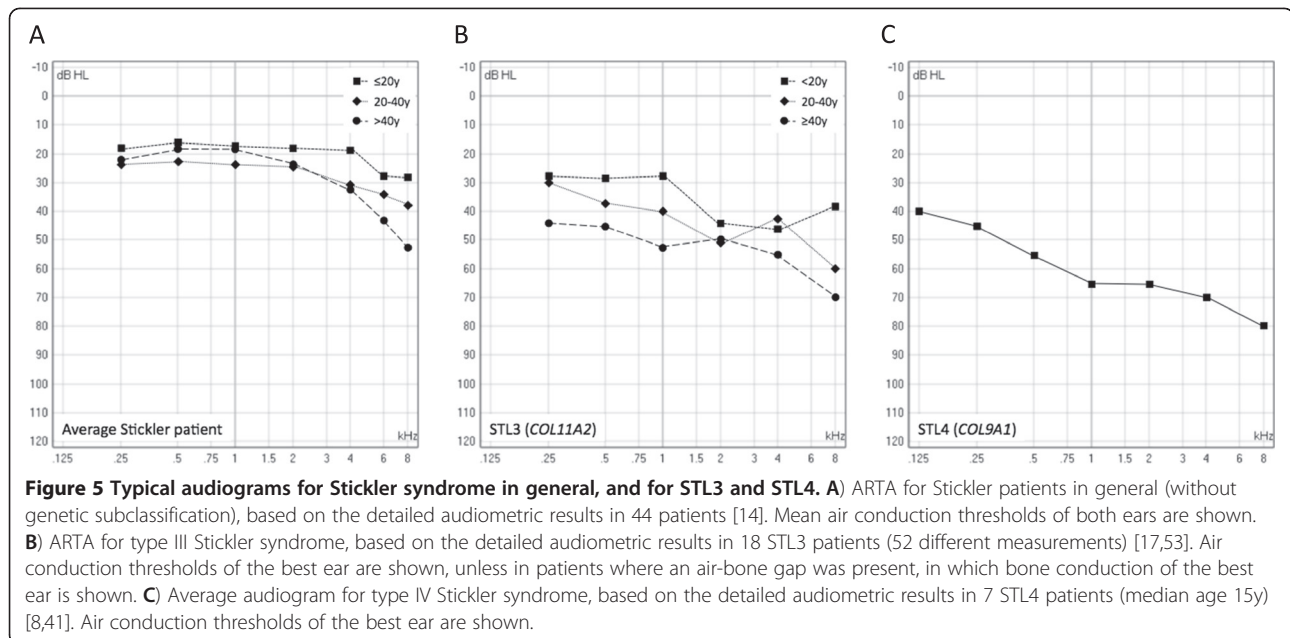 A
B
C
-10
dB HL
0
10
20
30
40
50
60
70
80
90
100
110
120
≤20y
20-40y
>40y
Average Stickler patient
kHz
.125 .25 .5 .75 1 1.5 2 3 4 6 8
-10
dB HL
0
10
20
30
40
50
60
70
80
90
100
110
120
<20y
20-40y
≥40y
STL3 (COL11A2)
kHz
.125 .25 .5 .75 1 1.5 2 3 4 6 8
-10
dB HL
0
10
20
30
40
50
60
70
80
90
100
110
120
STL4 (COL9A1)
kHz
.125 .25 .5 .75 1 1.5 2 3 4 6 8
Figure 5 Typical audiograms for Stickler syndrome in general, and for STL3 and STL4. A) ARTA for Stickler patients in general (without
genetic subclassification), based on the detailed audiometric results in 44 patients [14]. Mean air conduction thresholds of both ears are shown.
B) ARTA for type III Stickler syndrome, based on the detailed audiometric results in 18 STL3 patients (52 different measurements) [17,53]. Air
conduction thresholds of the best ear are shown, unless in patients where an air-bone gap was present, in which bone conduction of the best
ear is shown. C) Average audiogram for type IV Stickler syndrome, based on the detailed audiometric results in 7 STL4 patients (median age 15y)
[8,41]. Air conduction thresholds of the best ear are shown.